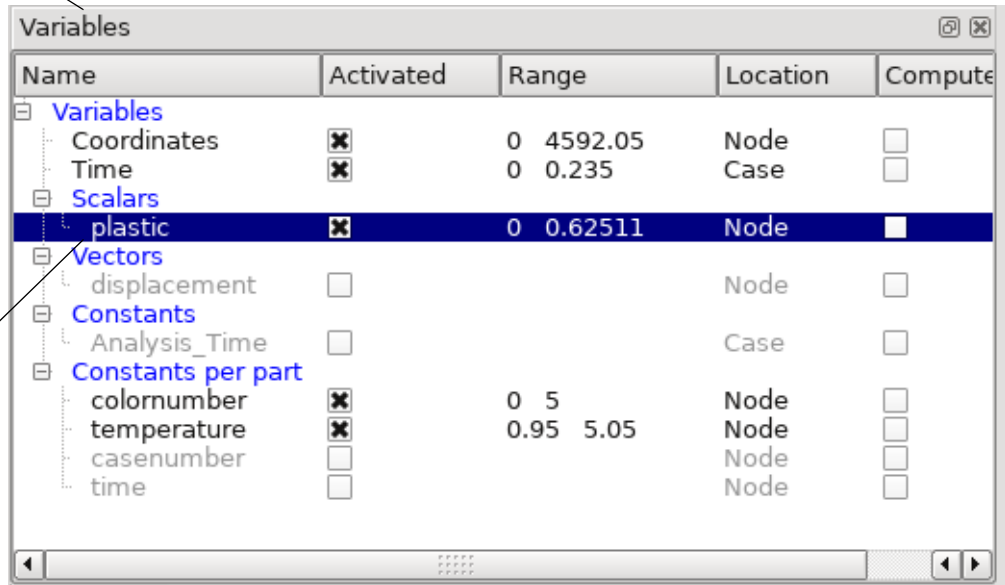 Variables
Name Activated Range Location Compute
Variables
Coordinates 0 4592.05 Node
Time 0 0.235 Case
Scalars
plastic 0 0.62511 Node
Vectors
displacement Node
Constants
Analysis_Time Case
Constants per part
colornumber 0 5 Node
temperature 0.95 5.05 Node
casenumber Node
time Node